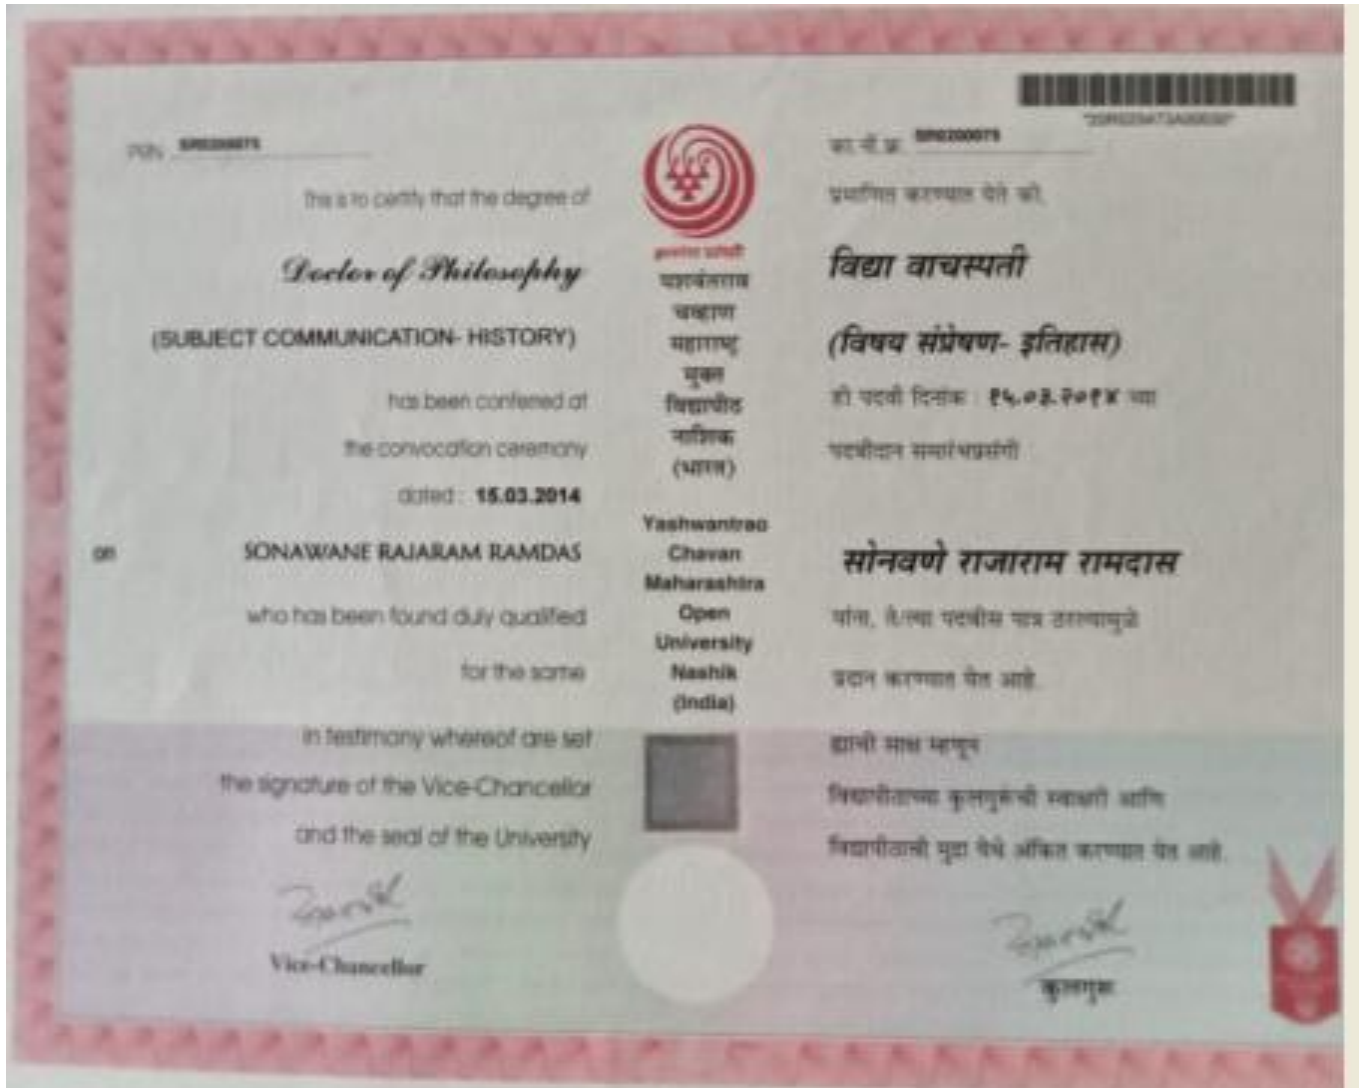 PRN SR0200075
This is to certify that the degree of
Doctor of Philosophy
(SUBJECT COMMUNICATION- HISTORY)
has been conferred at
the convocation ceremony
dated : 15.03.2014
on
SONAWANE RAJARAM RAMDAS
who has been found duly qualified
for the same
in testimony whereof are set
the signature of the Vice-Chancellor
and the seal of the University
Vice-Chancellor
यशवंतराव
चव्हाण
महाराष्ट्र
मुक्त
विद्यापीठ
नाशिक
(भारत)
Yashwantrao
Chavan
Maharashtra
Open
University
Nashik
(India)
का.नों.क्र. SR0200075
प्रमाणित करण्यात येते की,
विद्या वाचस्पती
(विषय संप्रेषण- इतिहास)
ही पदवी दिनांक : १५.०३.२०१४ च्या
पदवीदान समारंभप्रसंगी
सोनवणे राजाराम रामदास
यांना, ते/त्या पदवीस पात्र ठरल्यामुळे
प्रदान करण्यात येत आहे.
ह्याची साक्ष म्हणून
विद्यापीठाच्या कुलगुरूंची स्वाक्षरी आणि
विद्यापीठाची मुद्रा येथे अंकित करण्यात येत आहे.
कुलगुरू